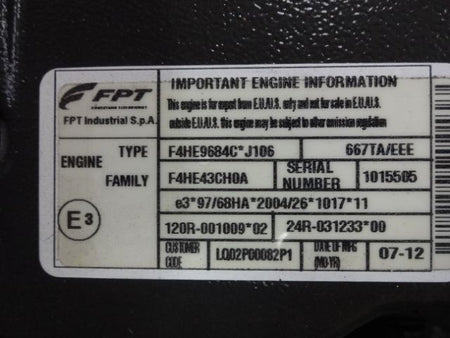 FPT
FPT Industrial S.p.A.
IMPORTANT ENGINE INFORMATION
This engine is for export from E.U./U.S. only and not for sale in E.U./U.S.
outside E.U./U.S. this engine may be subject to other emission regulation
ENGINE
TYPE F4HE9684C*J106 667TA/EEE
FAMILY F4HE43CH0A SERIAL NUMBER 1015505
e3*97/68HA*2004/26*1017*11
E3
120R-001009*02 24R-031233*00
CUSTOMER CODE LQ02P00082P1 DATE OF MFG (MO-YR) 07-12